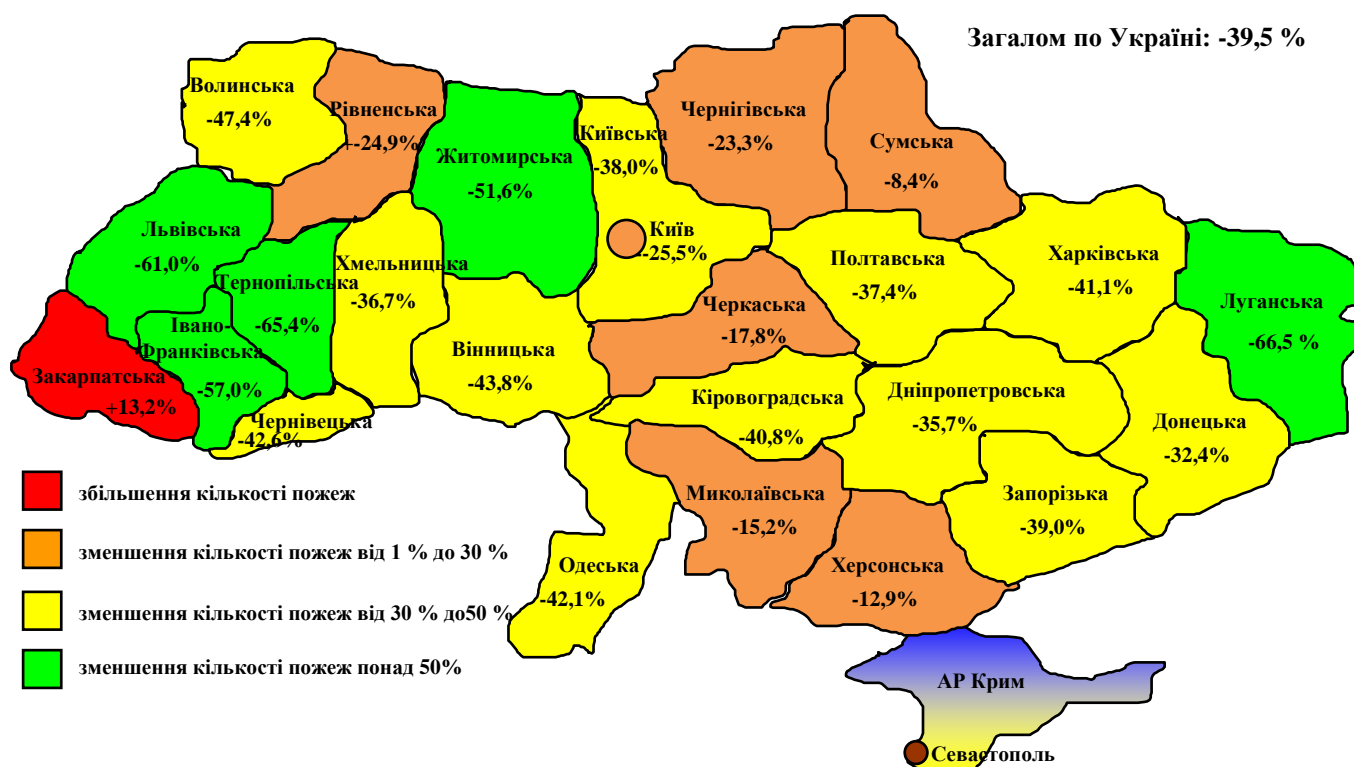 Загалом по Україні: -39,5 %
Волинська
-47,4%
Рівненська
+-24,9%
Житомирська
-51,6%
Київська
-38,0%
Чернігівська
-23,3%
Сумська
-8,4%
Львівська
-61,0%
Тернопільська
-65,4%
Хмельницька
-36,7%
Київ
--25,5%
Черкаська
-17,8%
Полтавська
-37,4%
Харківська
-41,1%
Луганська
-66,5 %
Івано-
Франківська
-57,0%
Закарпатська
+13,2%
Чернівецька
-42,6%
Вінницька
-43,8%
Кіровоградська
-40,8%
Дніпропетровська
-35,7%
Донецька
-32,4%
Миколаївська
-15,2%
Запорізька
-39,0%
Одеська
-42,1%
Херсонська
-12,9%
АР Крим
Севастополь
збільшення кількості пожеж
зменшення кількості пожеж від 1 % до 30 %
зменшення кількості пожеж від 30 % до50 %
зменшення кількості пожеж понад 50%